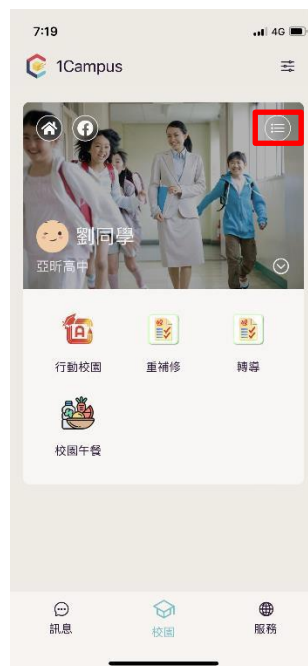 7:19
4G
1Campus
劉同學
亞昕高中
行動校園
重補修
轉導
校園午餐
訊息
校園
服務